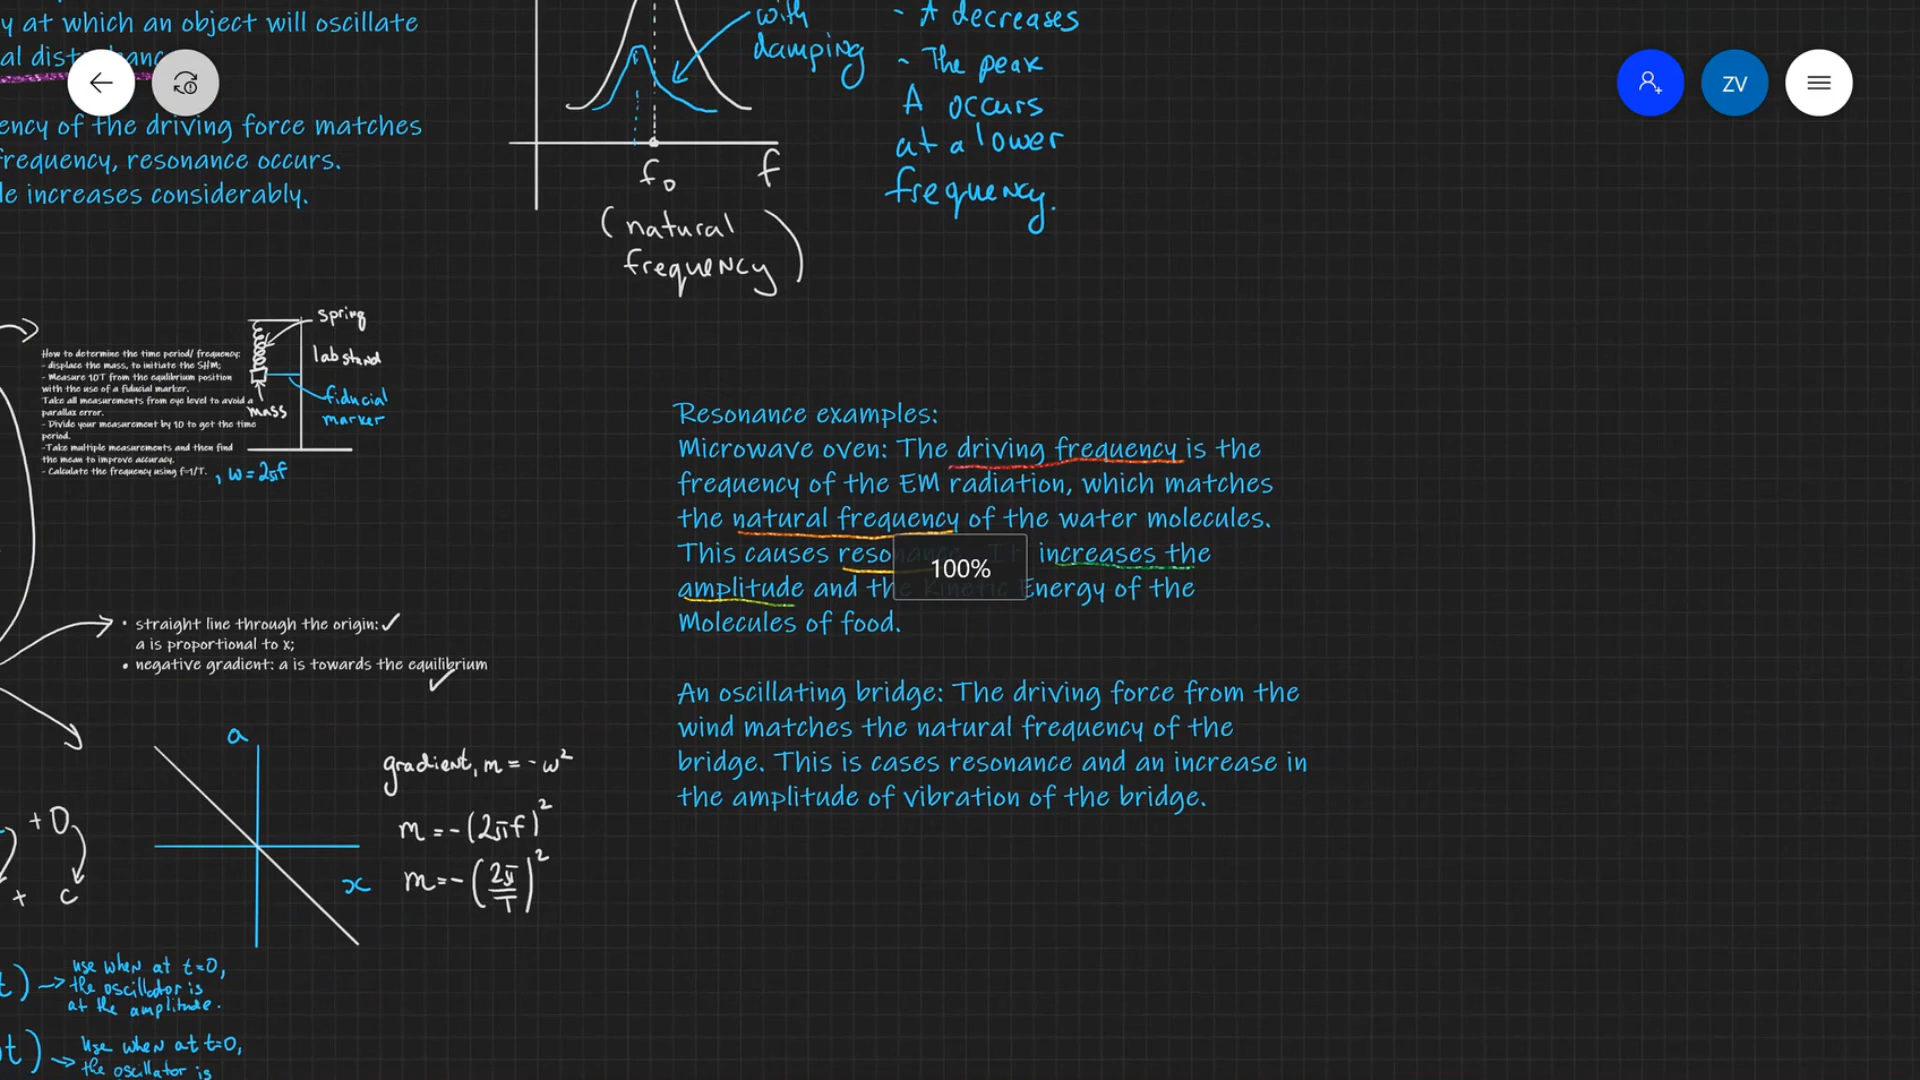 y at which an object will oscillate
al dist
ency of the driving force matches
frequency, resonance occurs.
le increases considerably.
with
damping
f₀
f
(natural
frequency)
- A decreases
- The peak
A occurs
at a lower
frequency.
ZV
How to determine the time period/ frequency:
- displace the mass, to initiate the SHM;
- Measure 10T from the equilibrium position
with the use of a fiducial marker.
Take all measurements from eye level to avoid a
parallax error.
- Divide your measurement by 10 to get the time
period.
-Take multiple measurements and then find
the mean to improve accuracy.
- Calculate the frequency using f=1/T.
, ω = 2πf
spring
lab stand
fiducial
marker
mass
Resonance examples:
Microwave oven: The driving frequency is the
frequency of the EM radiation, which matches
the natural frequency of the water molecules.
This causes resonance. It increases the
amplitude and the Kinetic Energy of the
Molecules of food.
100%
An oscillating bridge: The driving force from the
wind matches the natural frequency of the
bridge. This is cases resonance and an increase in
the amplitude of vibration of the bridge.
• straight line through the origin:
a is proportional to x;
• negative gradient: a is towards the equilibrium
a
x
gradient, m = - ω²
m = - (2πf)²
m = - (2π/T)²
+ D
+ C
t) → use when at t=0,
the oscillator is
at the amplitude.
t) → use when at t=0,
the oscillator is